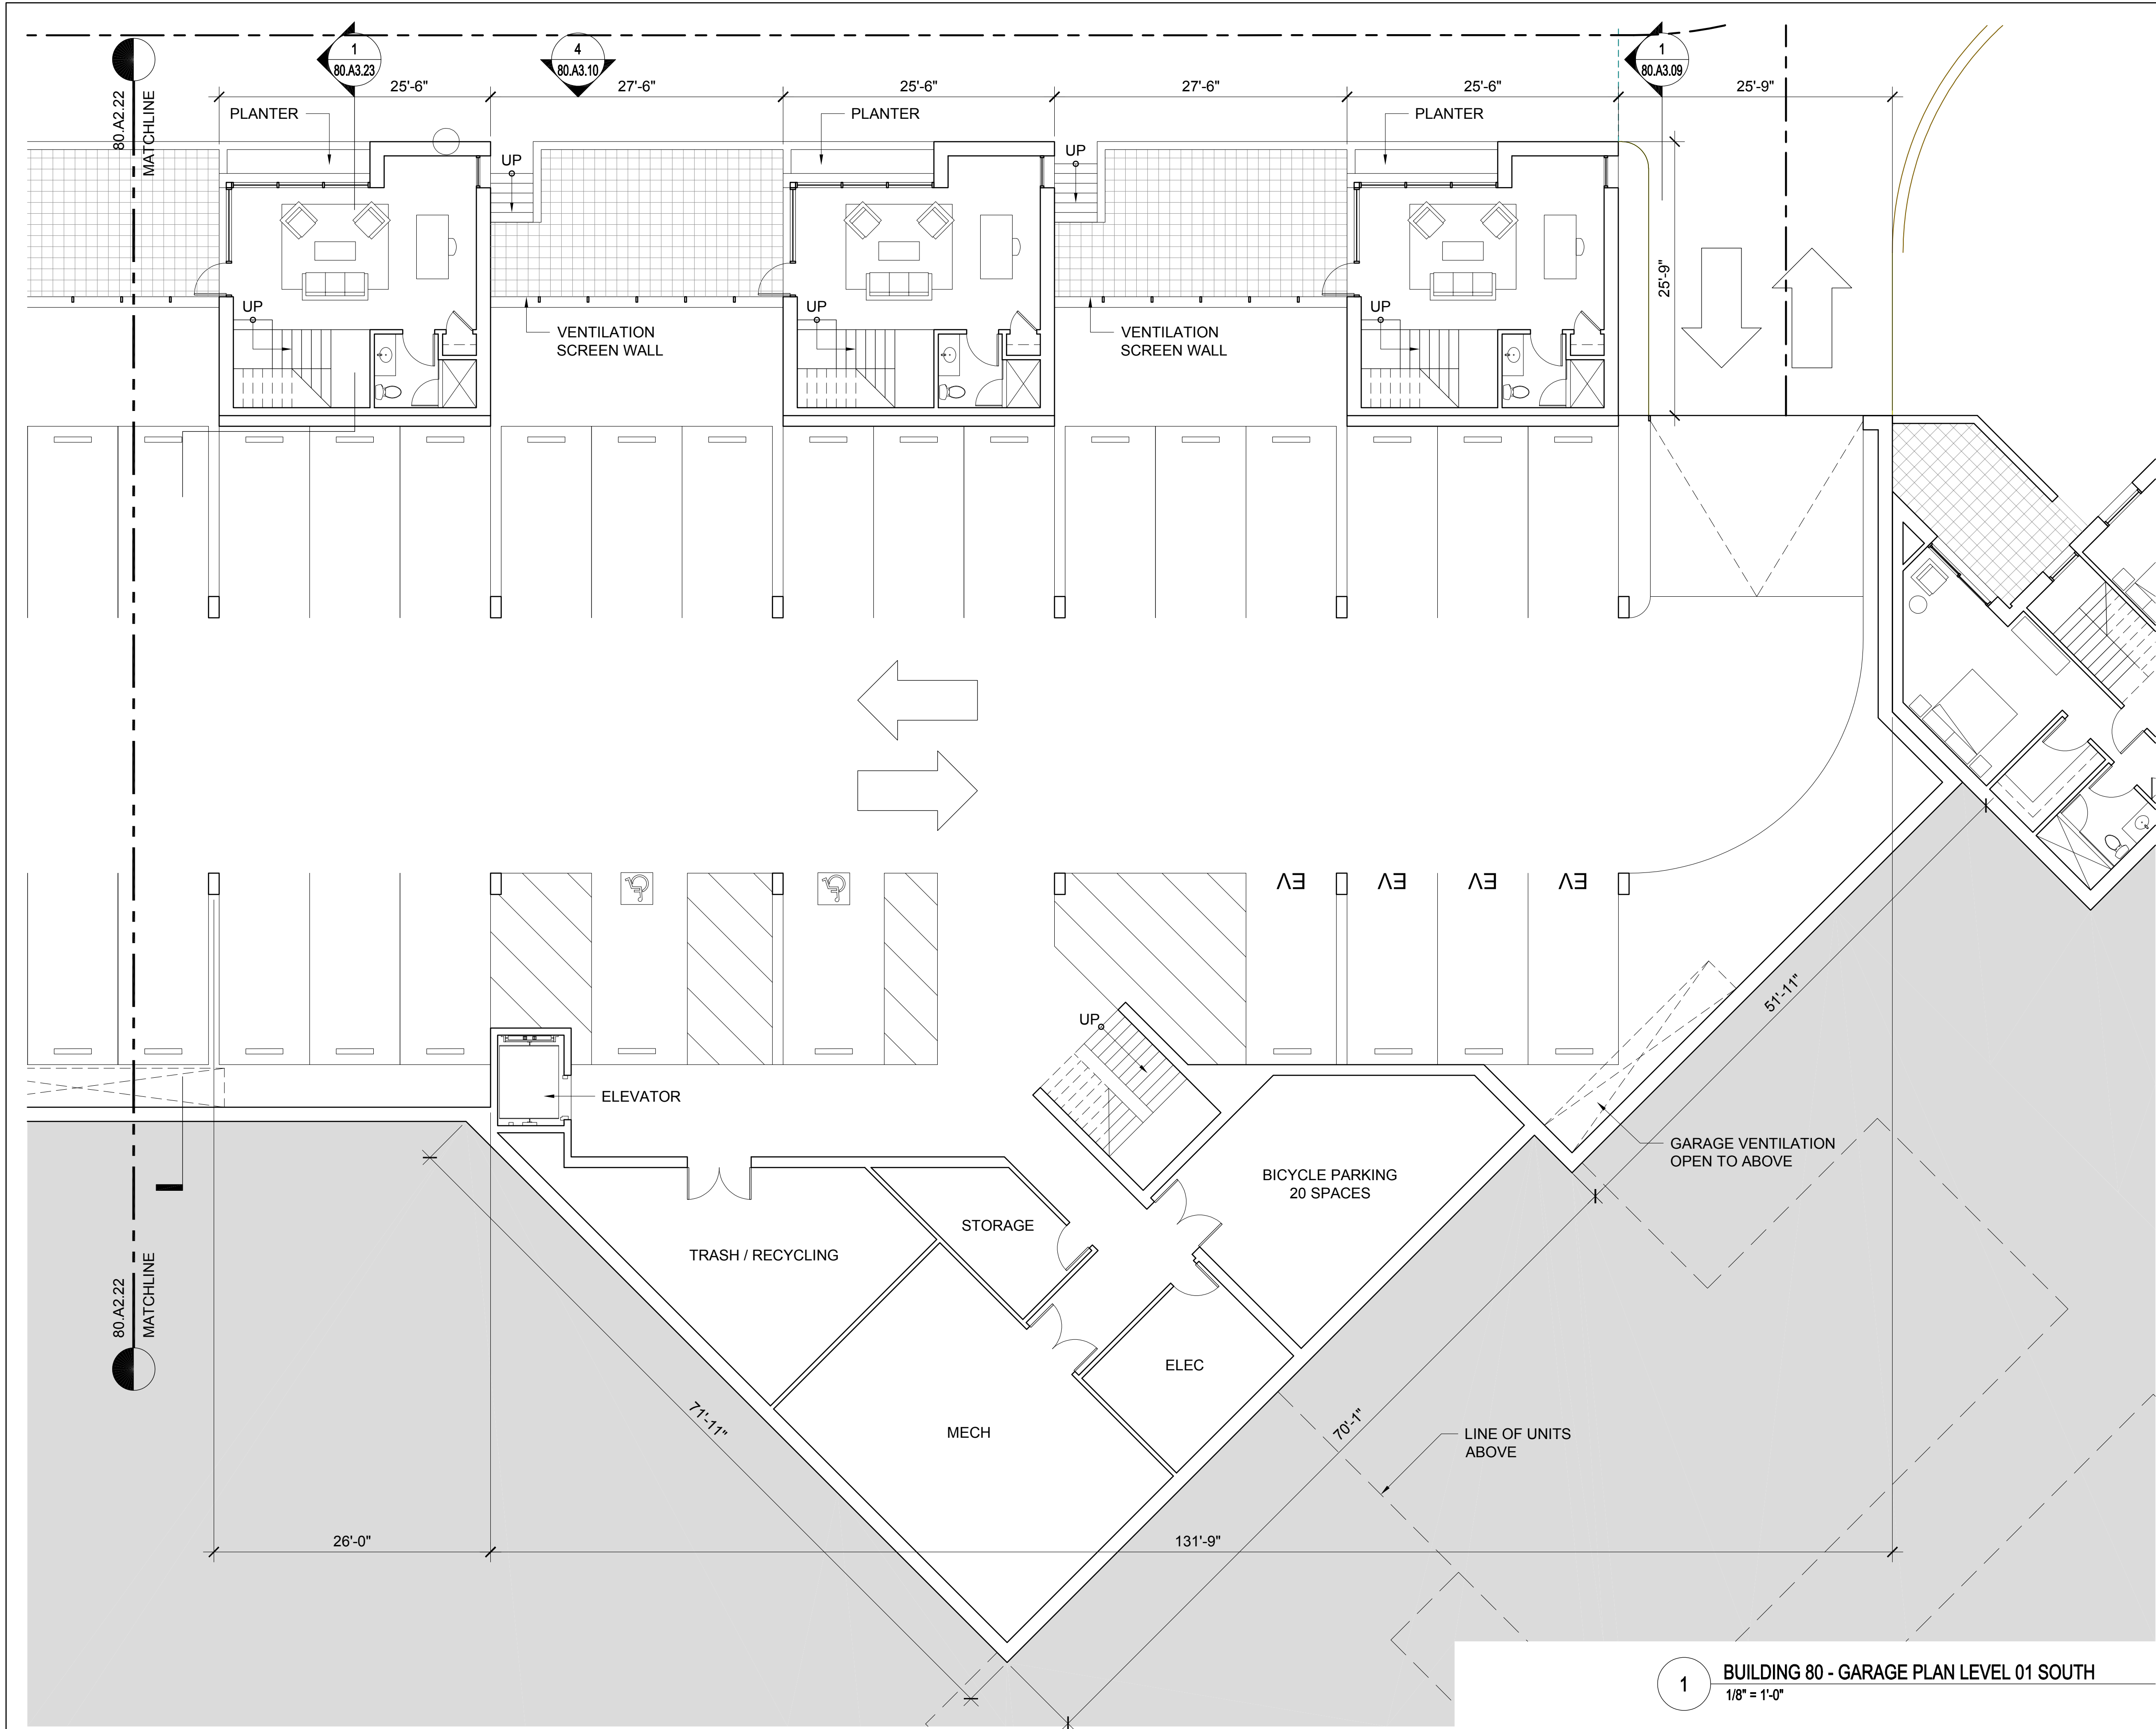 1
80.A3.23
4
80.A3.10
1
80.A3.09
25'-6"
27'-6"
25'-6"
27'-6"
25'-6"
25'-9"
80.A2.22
MATCHLINE
PLANTER
PLANTER
PLANTER
UP
UP
25'-9"
UP
UP
UP
VENTILATION
SCREEN WALL
VENTILATION
SCREEN WALL
EV
EV
EV
EV
51'-11"
UP
ELEVATOR
GARAGE VENTILATION
OPEN TO ABOVE
BICYCLE PARKING
20 SPACES
STORAGE
TRASH / RECYCLING
80.A2.22
MATCHLINE
ELEC
71'-11"
70'-1"
MECH
LINE OF UNITS
ABOVE
26'-0"
131'-9"
1
BUILDING 80 - GARAGE PLAN LEVEL 01 SOUTH
1/8" = 1'-0"